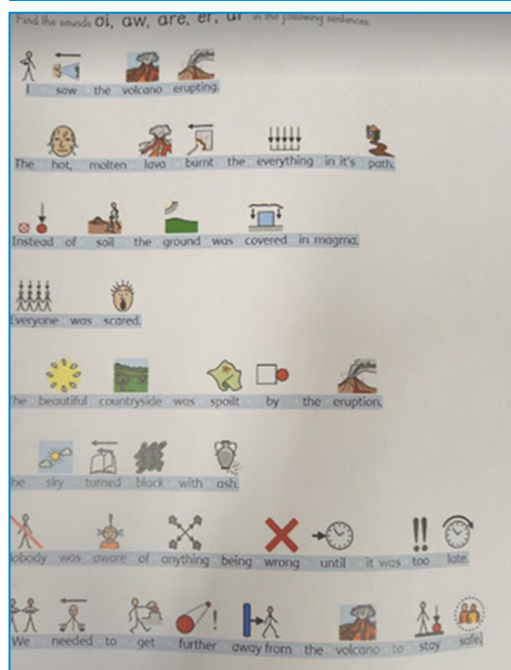 Find the sounds oi, aw, are, er, ur in the following sentences.
I saw the volcano erupting.
The hot, molten lava burnt the everything in it's path.
Instead of soil the ground was covered in magma.
Everyone was scared.
he beautiful countryside was spoilt by the eruption.
he sky turned black with ash.
obody was aware of anything being wrong until it was too late.
We needed to get further away from the volcano to stay safe!